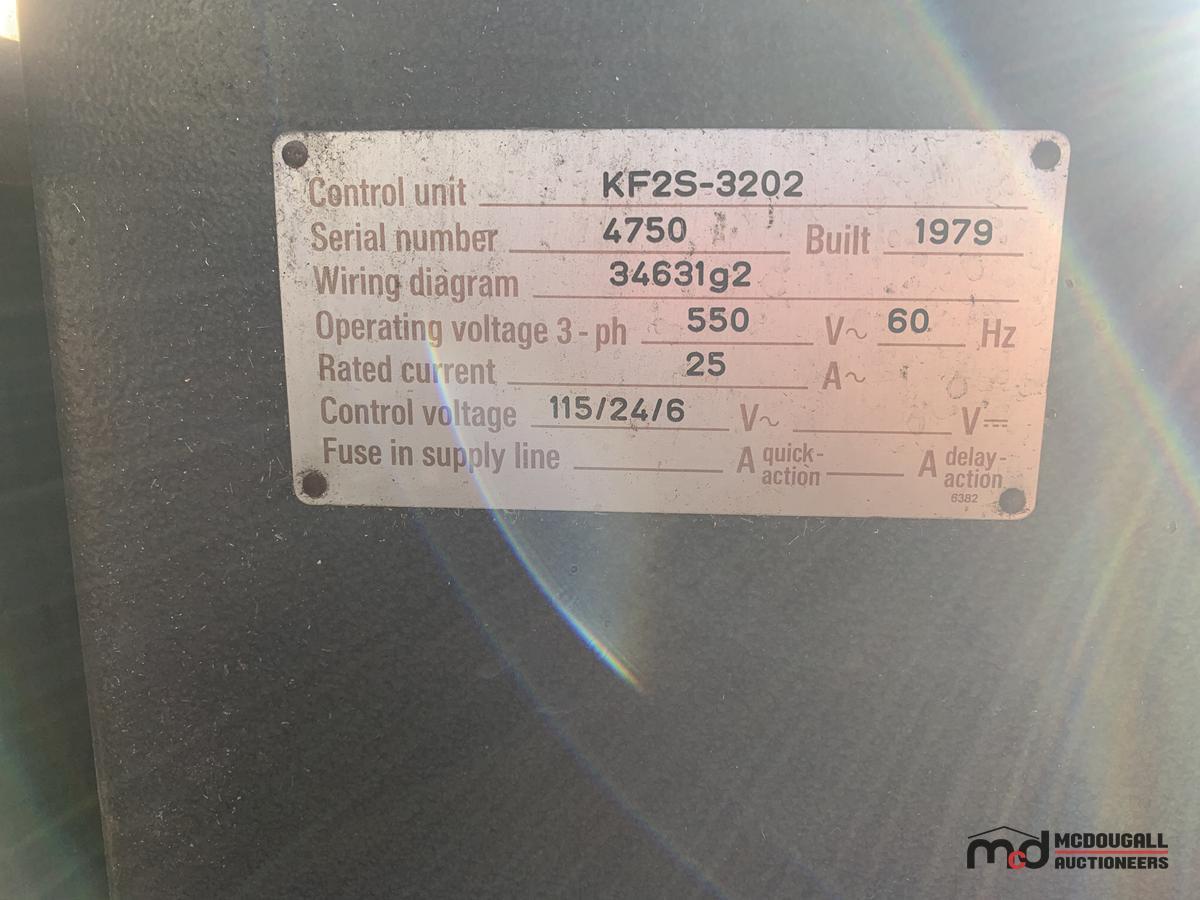 Control unit KF2S-3202
Serial number 4750 Built 1979
Wiring diagram 34631g2
Operating voltage 3-ph 550 V~ 60 Hz
Rated current 25 A~
Control voltage 115/24/6 V~ V⎓
Fuse in supply line A quick-action A delay-action
6382
mcd MCDOUGALL
AUCTIONEERS